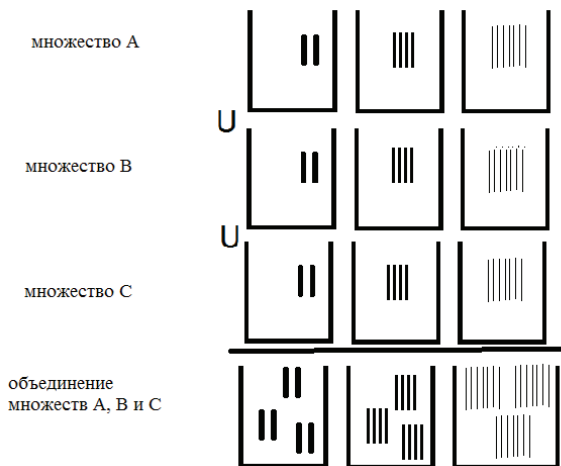 множество А
U
множество В
U
множество С
объединение
множеств А, В и С